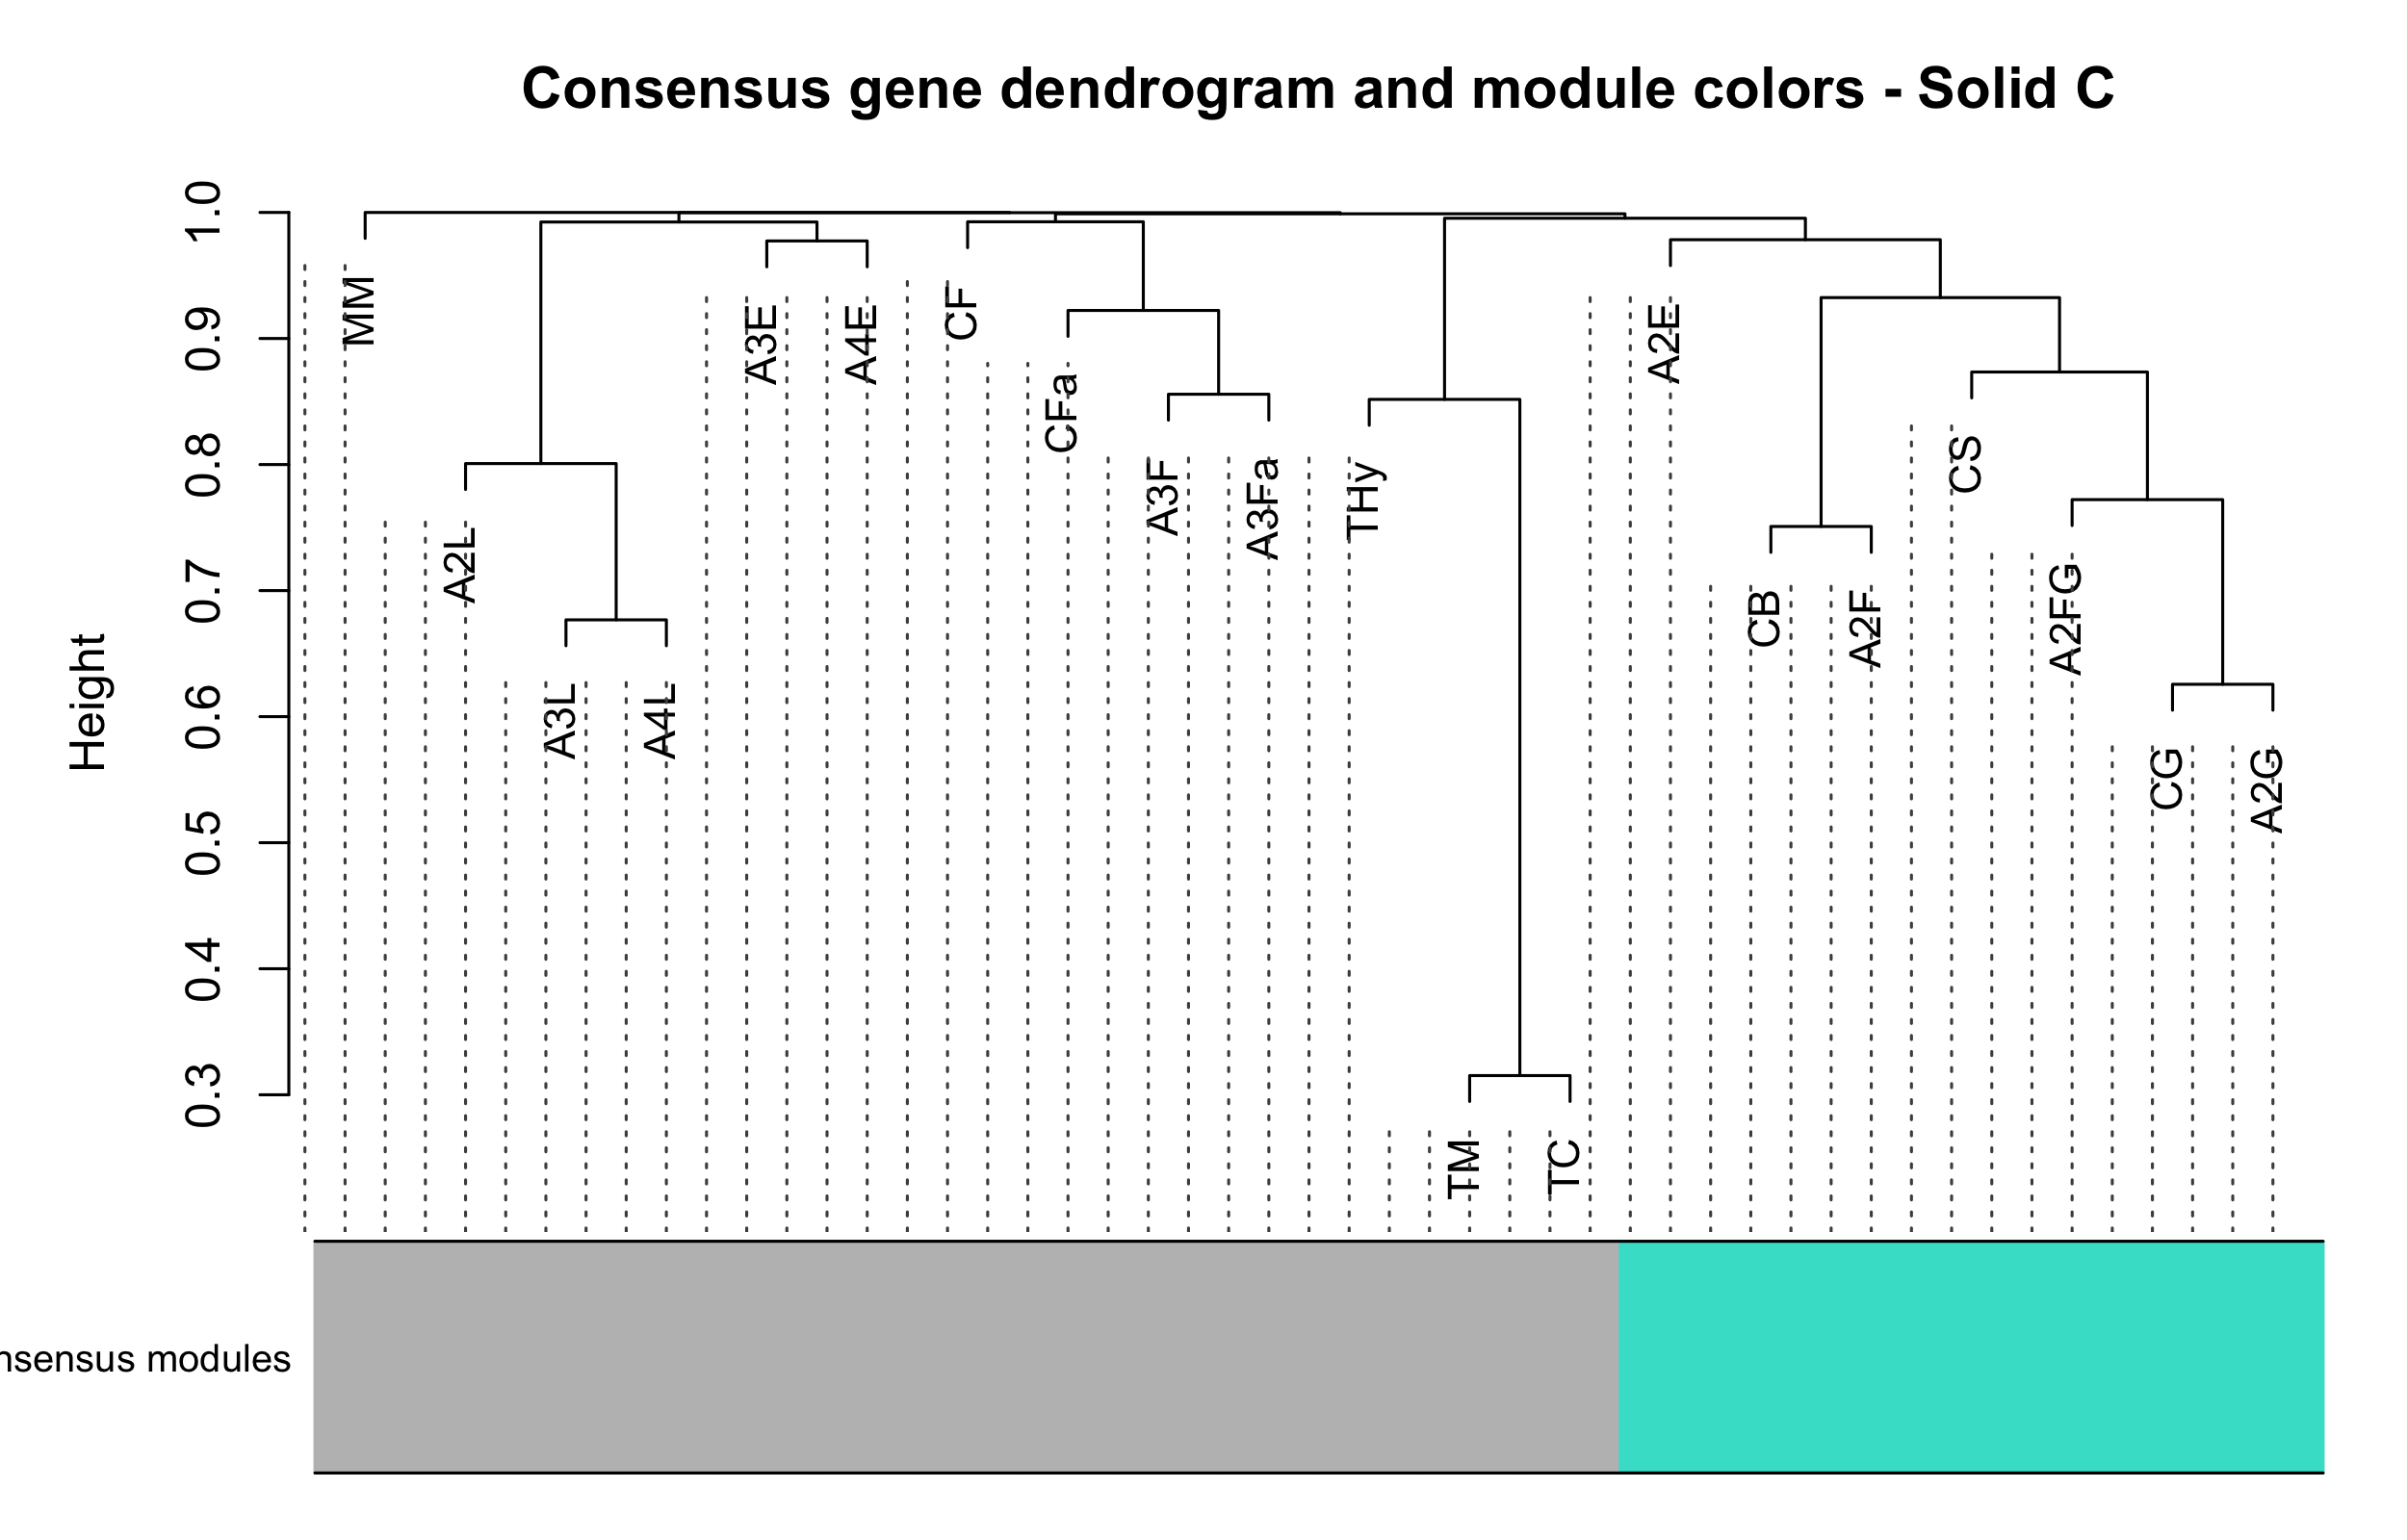 Consensus gene dendrogram and module colors - Solid C
Height
1.0
0.9
0.8
0.7
0.6
0.5
0.4
0.3
MM
A2L
A3L
A4L
A3E
A4E
CF
CFa
A3F
A3Fa
THy
TM
TC
A2E
CB
A2F
CS
A2FG
CG
A2G
nsensus modules